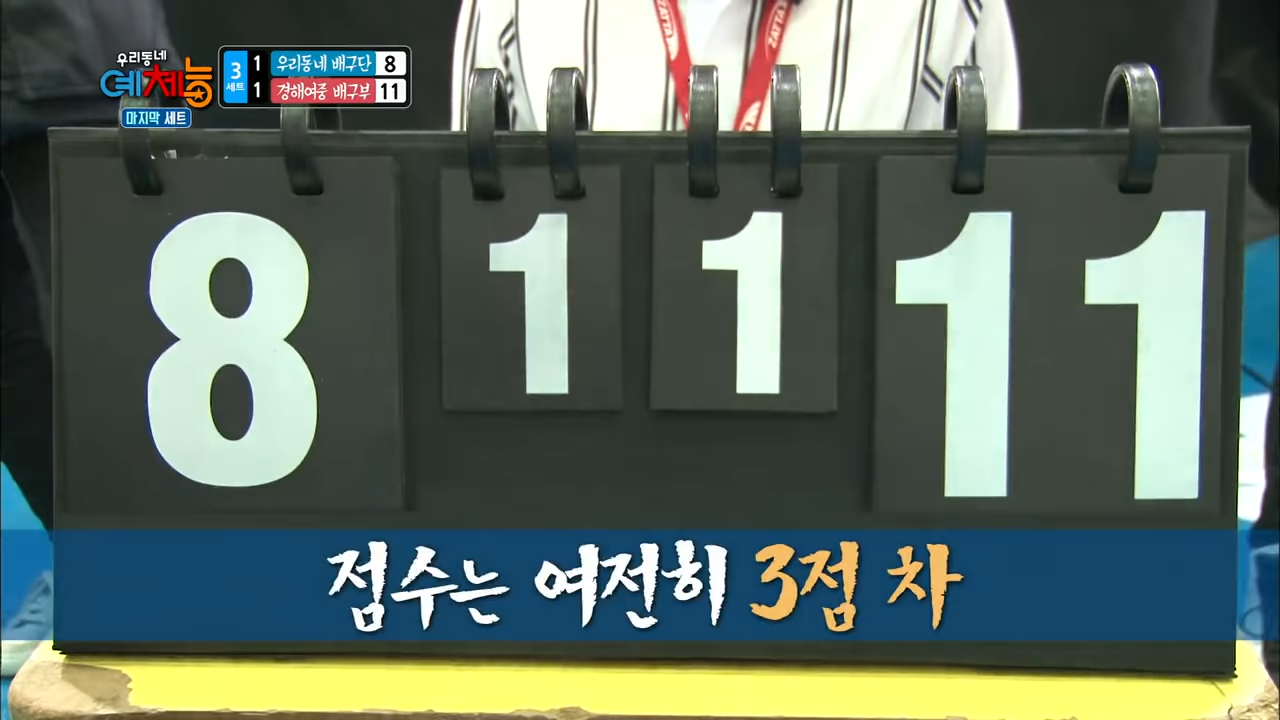 우리동네
예체능
마지막 세트
3 세트
1 우리동네 배구단 8
1 경해여중 배구부 11
ZATTA ZATTA
8 1 1 11
점수는 여전히 3점 차